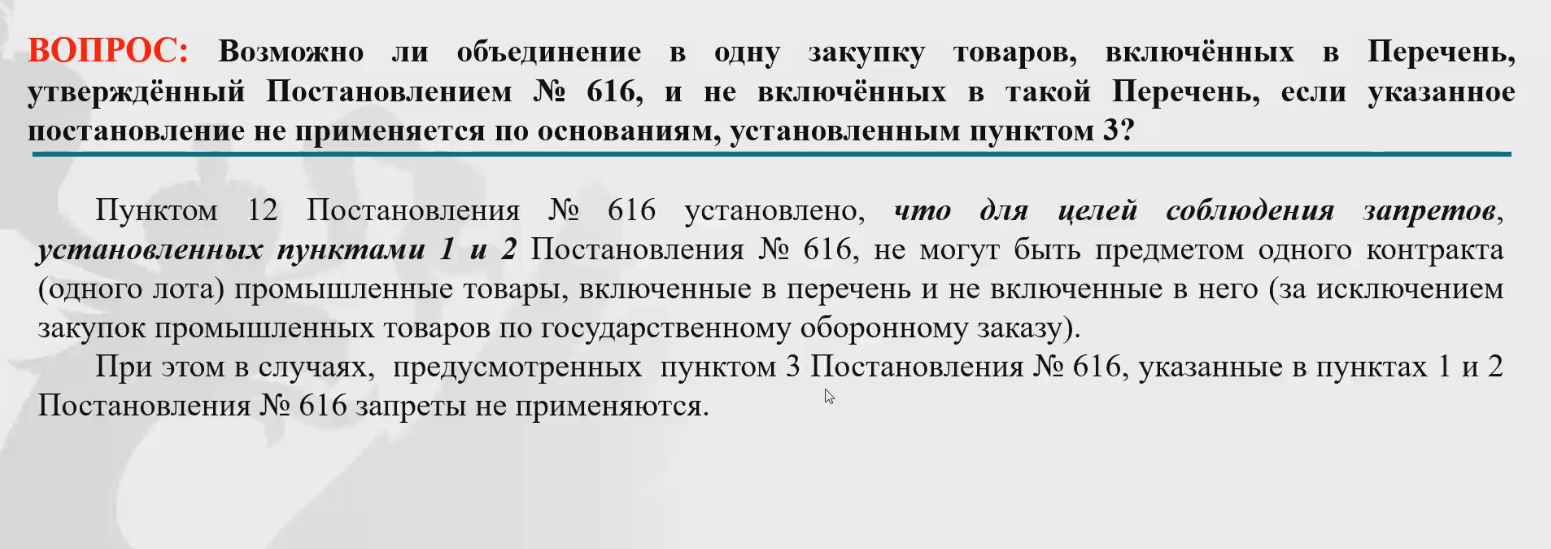 ВОПРОС: Возможно ли объединение в одну закупку товаров, включённых в Перечень,
утверждённый Постановлением № 616, и не включённых в такой Перечень, если указанное
постановление не применяется по основаниям, установленным пунктом 3?
Пунктом 12 Постановления № 616 установлено, что для целей соблюдения запретов,
установленных пунктами 1 и 2 Постановления № 616, не могут быть предметом одного контракта
(одного лота) промышленные товары, включенные в перечень и не включенные в него (за исключением
закупок промышленных товаров по государственному оборонному заказу).
При этом в случаях, предусмотренных пунктом 3 Постановления № 616, указанные в пунктах 1 и 2
Постановления № 616 запреты не применяются.